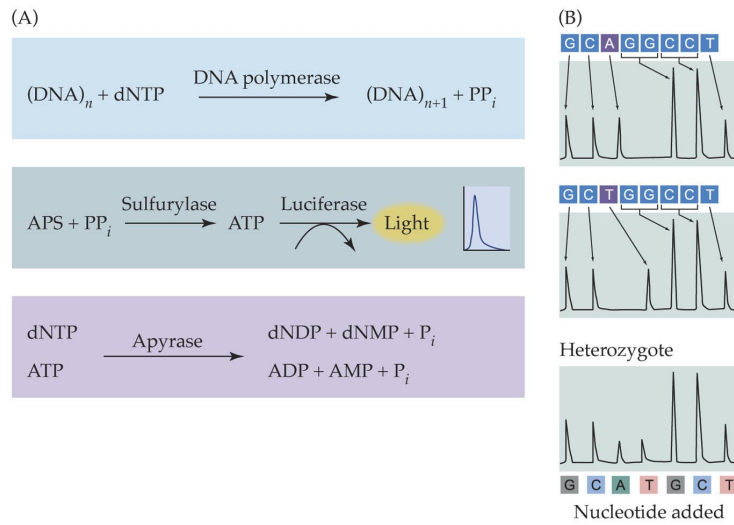 (A)
(DNA)n + dNTP DNA polymerase (DNA)n+1 + PPi
APS + PPi Sulfurylase ATP Luciferase Light
dNTP Apyrase dNDP + dNMP + Pi
ATP ADP + AMP + Pi
(B)
G C A G G C C T
G C T G G C C T
Heterozygote
G C A T G C T
Nucleotide added